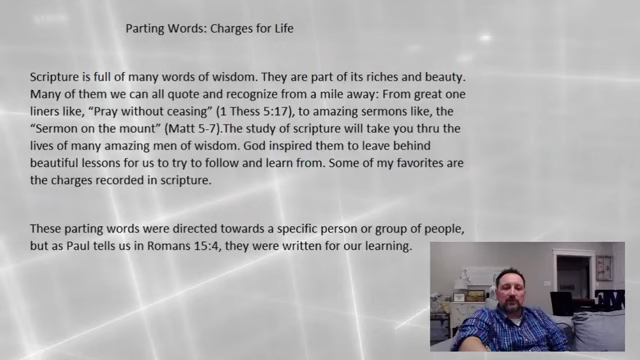 Parting Words: Charges for Life
Scripture is full of many words of wisdom. They are part of its riches and beauty.
Many of them we can all quote and recognize from a mile away: From great one
liners like, “Pray without ceasing” (1 Thess 5:17), to amazing sermons like, the
“Sermon on the mount” (Matt 5-7).The study of scripture will take you thru the
lives of many amazing men of wisdom. God inspired them to leave behind
beautiful lessons for us to try to follow and learn from. Some of my favorites are
the charges recorded in scripture.
These parting words were directed towards a specific person or group of people,
but as Paul tells us in Romans 15:4, they were written for our learning.